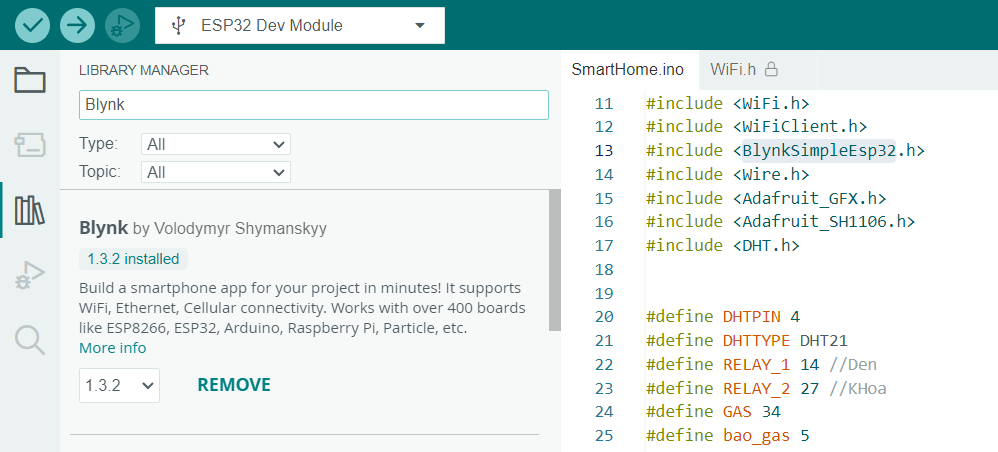 ESP32 Dev Module
LIBRARY MANAGER
Blynk
Type: All
Topic: All
Blynk by Volodymyr Shymanskyy
1.3.2 installed
Build a smartphone app for your project in minutes! It supports
WiFi, Ethernet, Cellular connectivity. Works with over 400 boards
like ESP8266, ESP32, Arduino, Raspberry Pi, Particle, etc.
More info
1.3.2 REMOVE
SmartHome.ino WiFi.h
11 #include <WiFi.h>
12 #include <WiFiClient.h>
13 #include <BlynkSimpleEsp32.h>
14 #include <Wire.h>
15 #include <Adafruit_GFX.h>
16 #include <Adafruit_SH1106.h>
17 #include <DHT.h>
18
19
20 #define DHTPIN 4
21 #define DHTTYPE DHT21
22 #define RELAY_1 14 //Den
23 #define RELAY_2 27 //KHoa
24 #define GAS 34
25 #define bao_gas 5